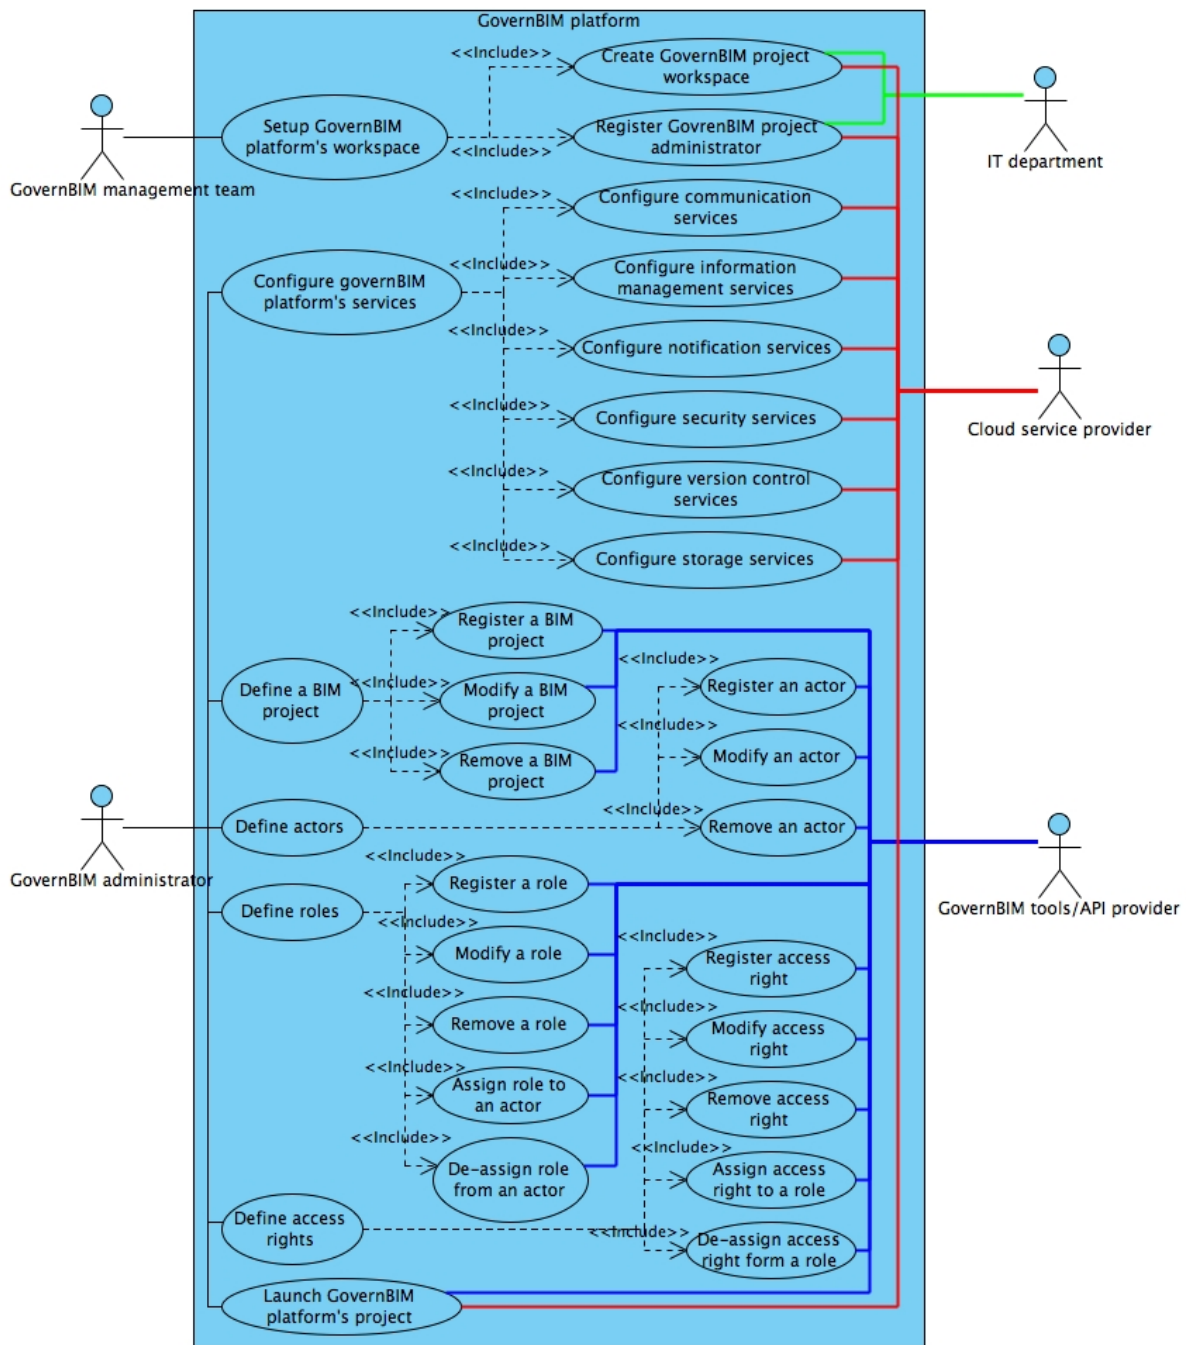 GovernBIM platform
<<Include>>
Create GovernBIM project
workspace
GovernBIM management team
Setup GovernBIM
platform's workspace
<<Include>>
Register GovrenBIM project
administrator
IT department
<<Include>>
Configure communication
services
Configure governBIM
platform's services
<<Include>>
Configure information
management services
<<Include>>
Configure notification services
<<Include>>
Configure security services
Cloud service provider
<<Include>>
Configure version control
services
<<Include>>
Configure storage services
<<Include>>
Register a BIM
project
Define a BIM
project
<<Include>>
Modify a BIM
project
<<Include>>
Remove a BIM
project
<<Include>>
Register an actor
<<Include>>
Modify an actor
<<Include>>
Remove an actor
GovernBIM administrator
Define actors
Define roles
<<Include>>
Register a role
<<Include>>
Modify a role
<<Include>>
Remove a role
<<Include>>
Assign role to
an actor
<<Include>>
De-assign role
from an actor
GovernBIM tools/API provider
<<Include>>
Register access
right
<<Include>>
Modify access
right
<<Include>>
Remove access
right
<<Include>>
Assign access
right to a role
Define access
rights
<<Include>>
De-assign access
right form a role
Launch GovernBIM
platform's project